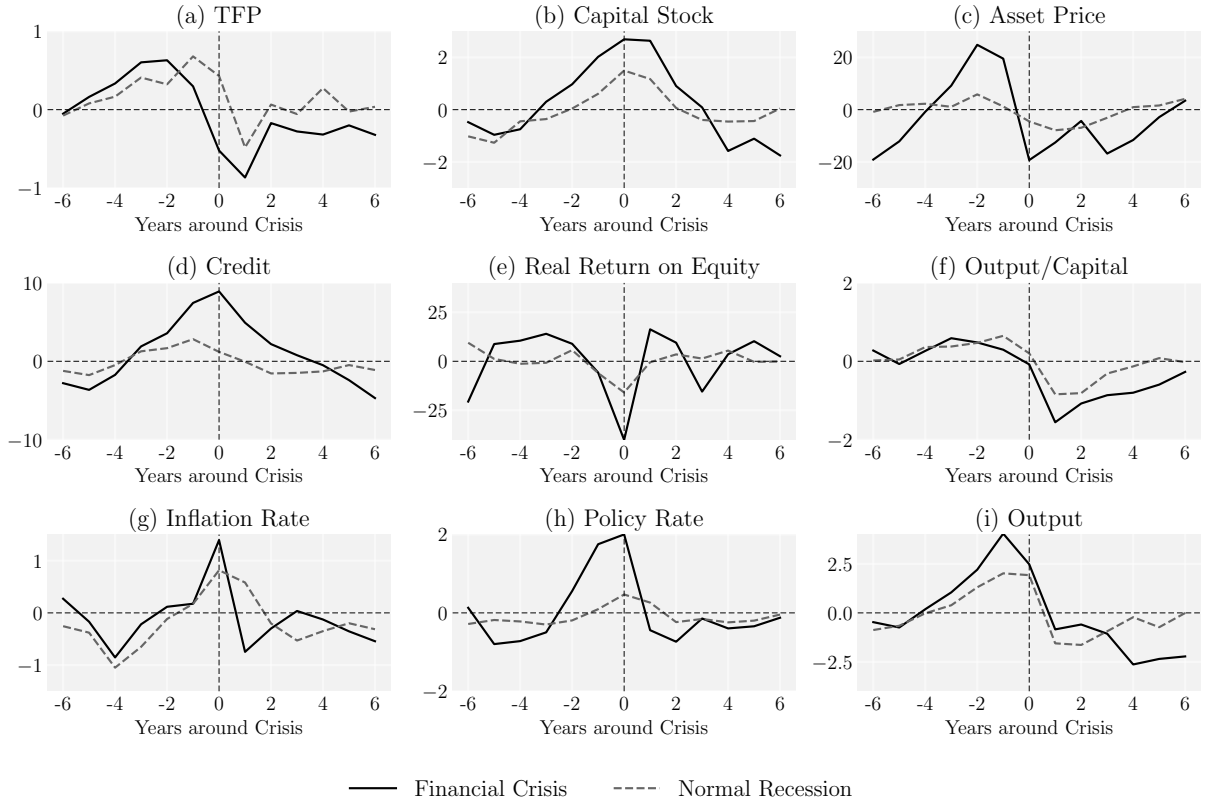 (a) TFP
1
0
−1
-6 -4 -2 0 2 4 6
Years around Crisis
(b) Capital Stock
2
0
−2
-6 -4 -2 0 2 4 6
Years around Crisis
(c) Asset Price
20
0
−20
-6 -4 -2 0 2 4 6
Years around Crisis
(d) Credit
10
0
−10
-6 -4 -2 0 2 4 6
Years around Crisis
(e) Real Return on Equity
25
0
−25
-6 -4 -2 0 2 4 6
Years around Crisis
(f) Output/Capital
2
0
−2
-6 -4 -2 0 2 4 6
Years around Crisis
(g) Inflation Rate
1
0
−1
-6 -4 -2 0 2 4 6
Years around Crisis
(h) Policy Rate
2
0
−2
-6 -4 -2 0 2 4 6
Years around Crisis
(i) Output
2.5
0.0
−2.5
-6 -4 -2 0 2 4 6
Years around Crisis
Financial Crisis Normal Recession